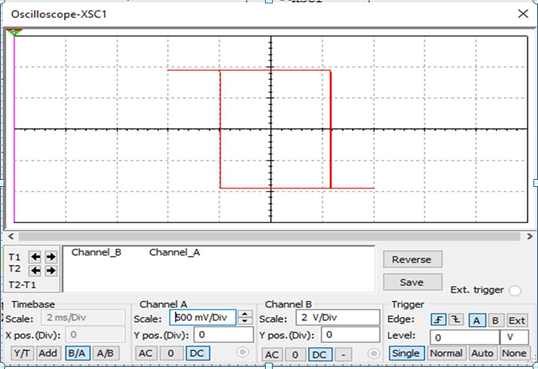 Oscilloscope-XSC1
T1
T2
T2-T1
Channel_B Channel_A
Reverse
Save
Ext. trigger
Timebase
Scale: 2 ms/Div
X pos.(Div): 0
Y/T Add B/A A/B
Channel A
Scale: 500 mV/Div
Y pos.(Div): 0
AC 0 DC
Channel B
Scale: 2 V/Div
Y pos.(Div): 0
AC 0 DC -
Trigger
Edge: A B Ext
Level: 0 V
Single Normal Auto None